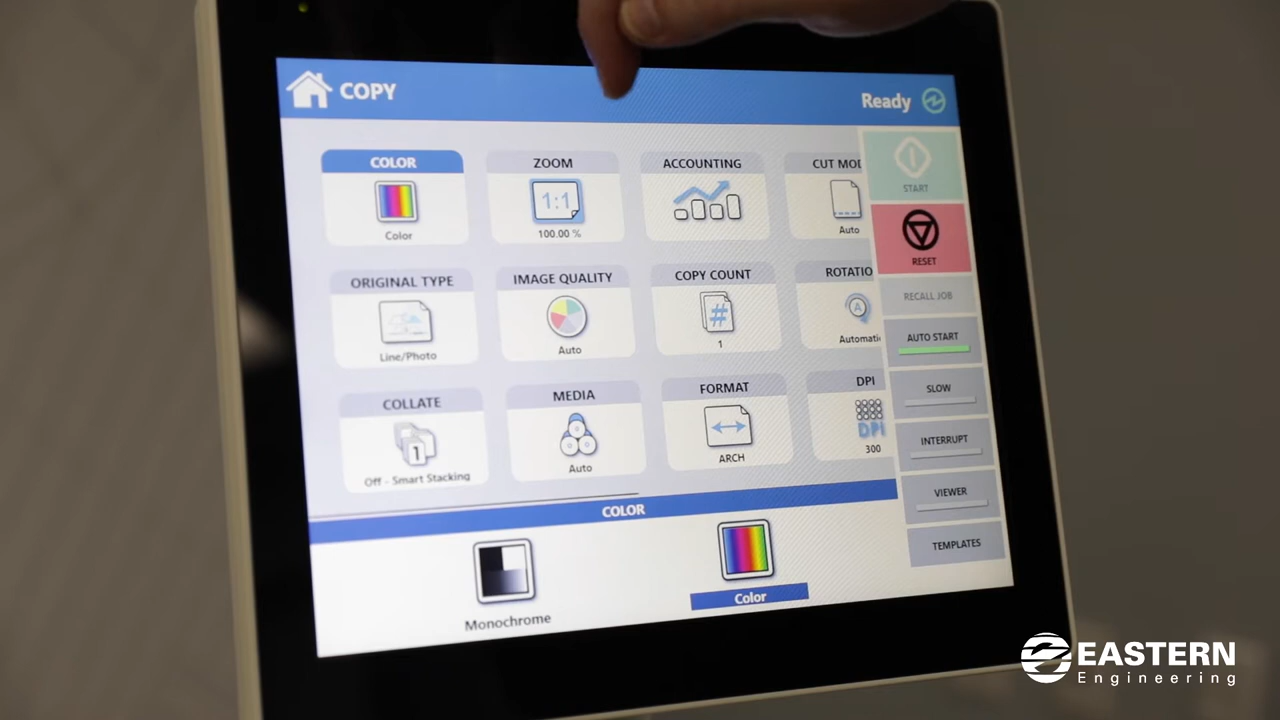 COPY
Ready
COLOR
Color
ZOOM
1:1
100.00 %
ACCOUNTING
CUT MOD
Auto
START
RESET
ORIGINAL TYPE
Line/Photo
IMAGE QUALITY
Auto
COPY COUNT
#
1
ROTATIO
A
Automati
RECALL JOB
AUTO START
COLLATE
1
Off - Smart Stacking
MEDIA
Auto
FORMAT
ARCH
DPI
DPI
300
SLOW
INTERRUPT
VIEWER
TEMPLATES
COLOR
Monochrome
Color
EASTERN
Engineering